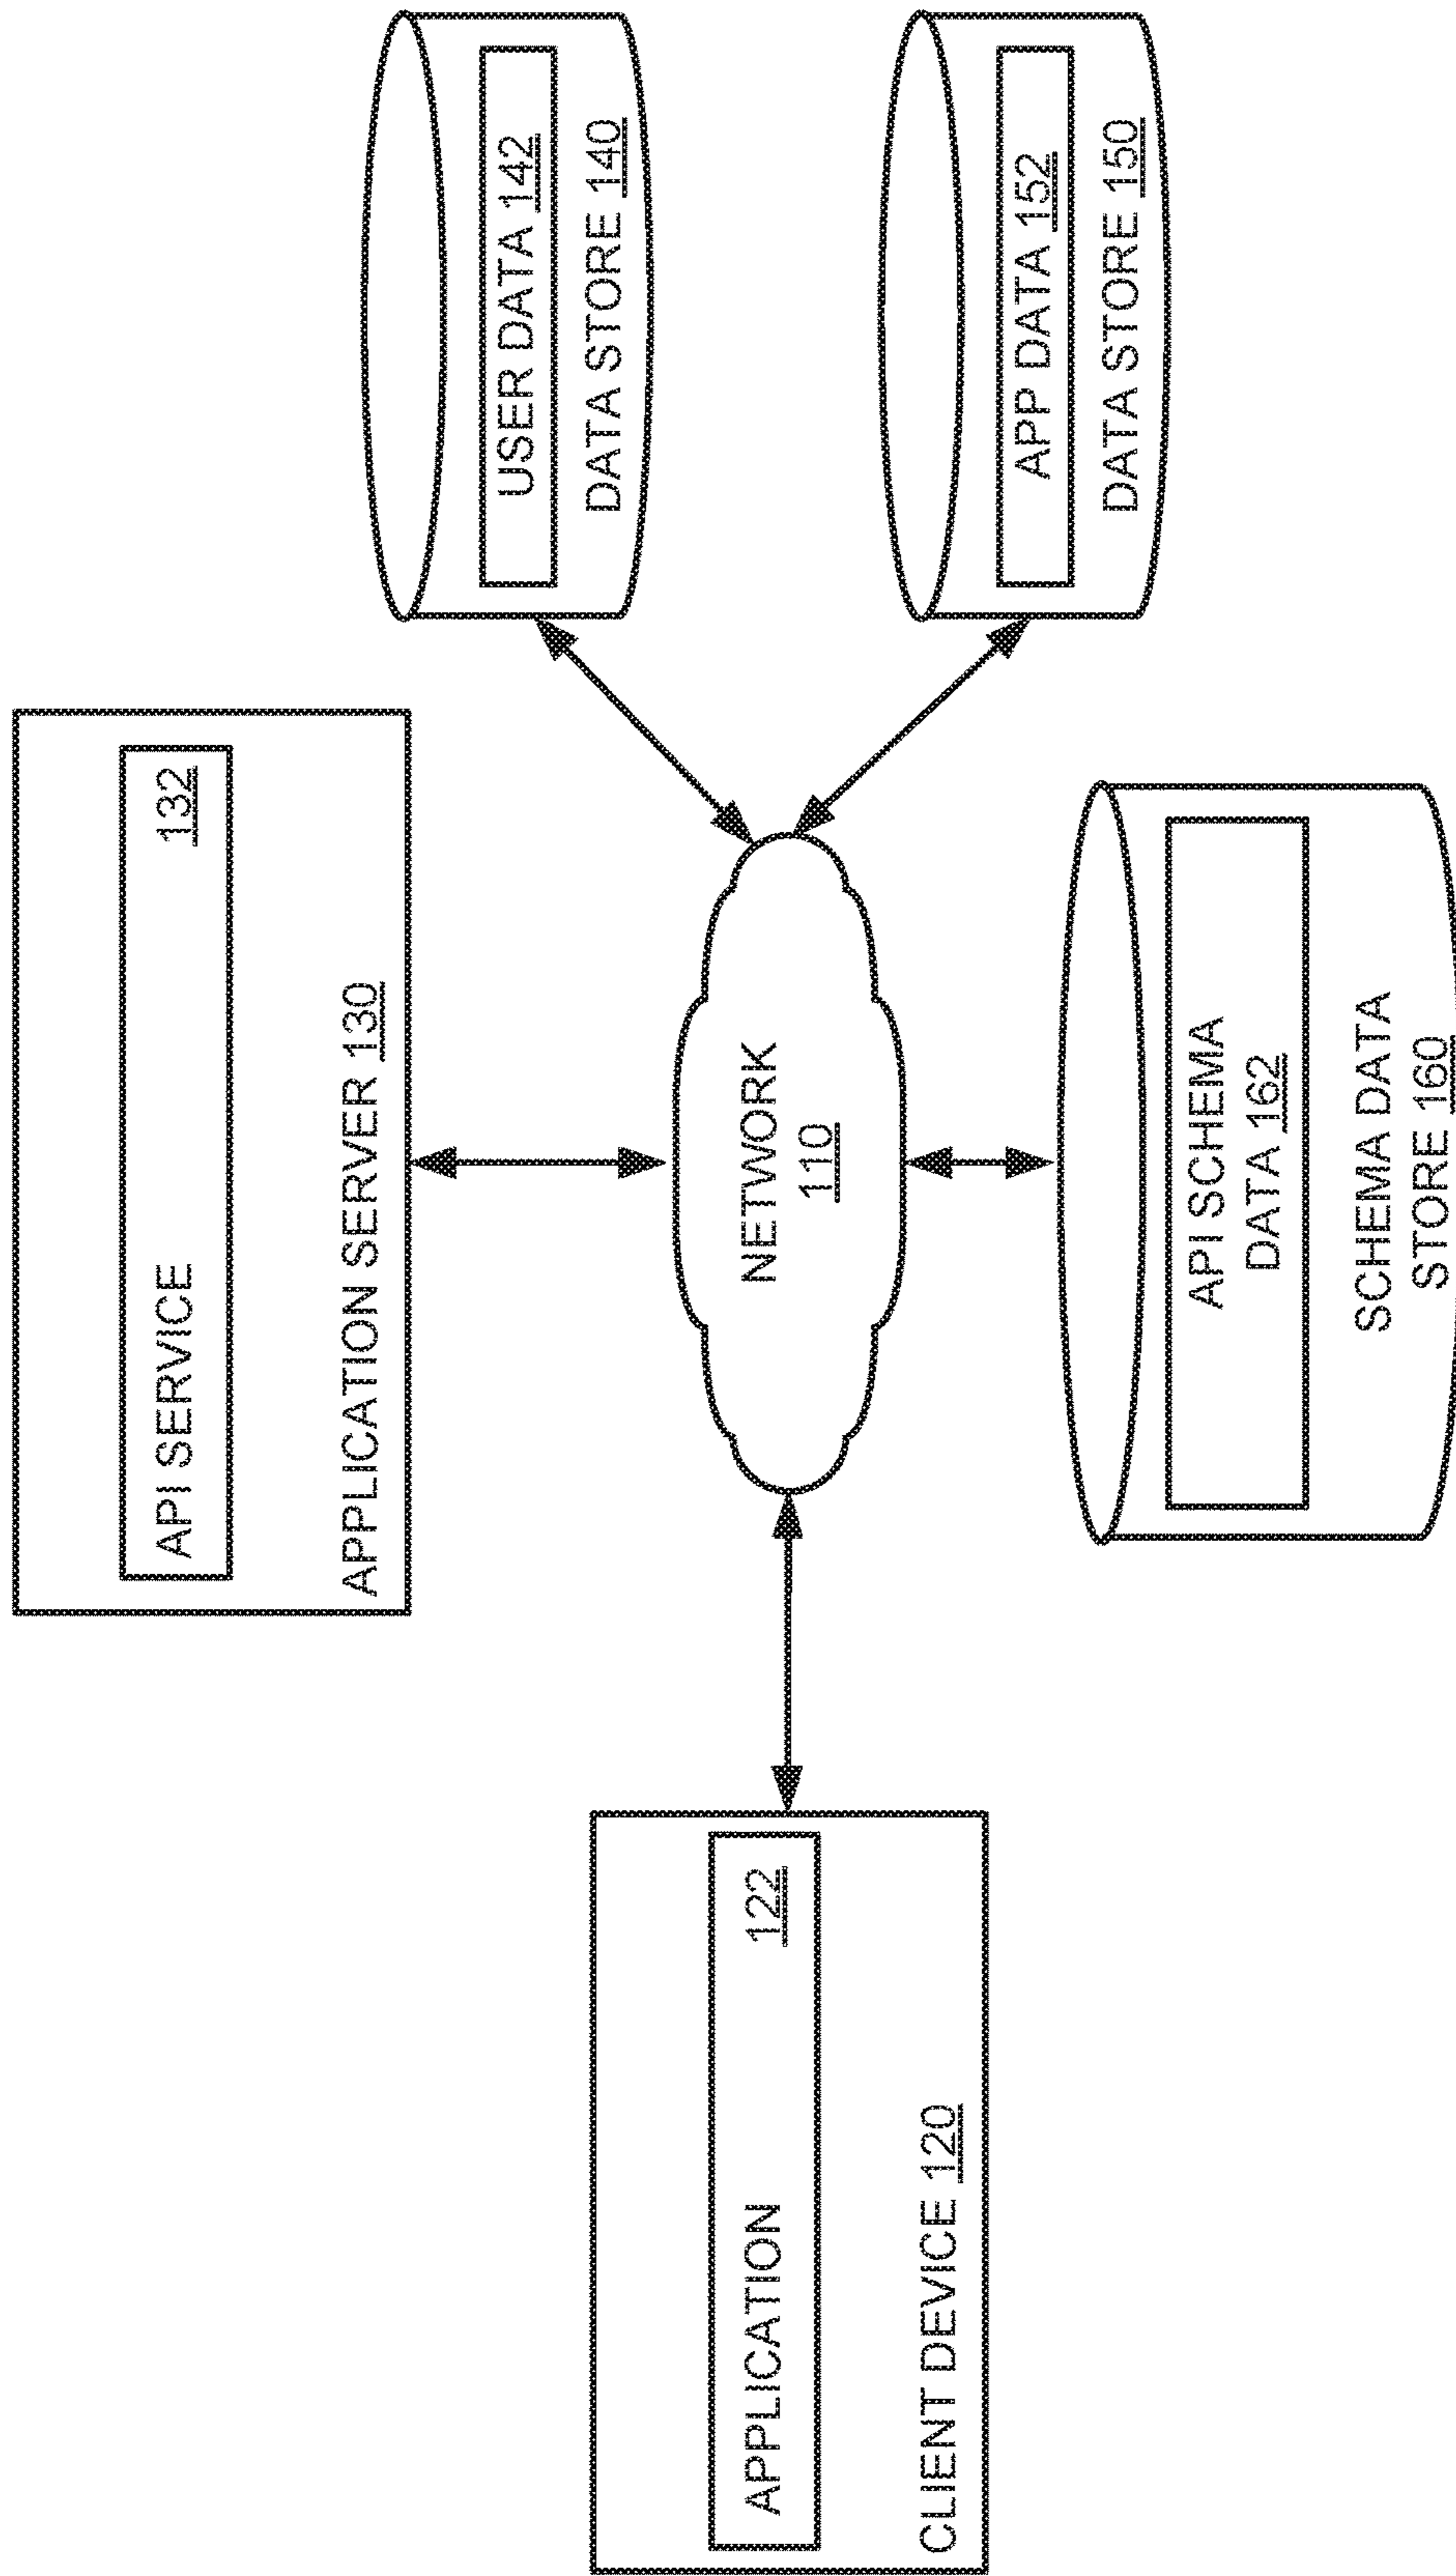 API SERVICE 132
APPLICATION SERVER 130
APPLICATION 122
CLIENT DEVICE 120
NETWORK
110
USER DATA 142
DATA STORE 140
APP DATA 152
DATA STORE 150
API SCHEMA
DATA 162
SCHEMA DATA
STORE 160